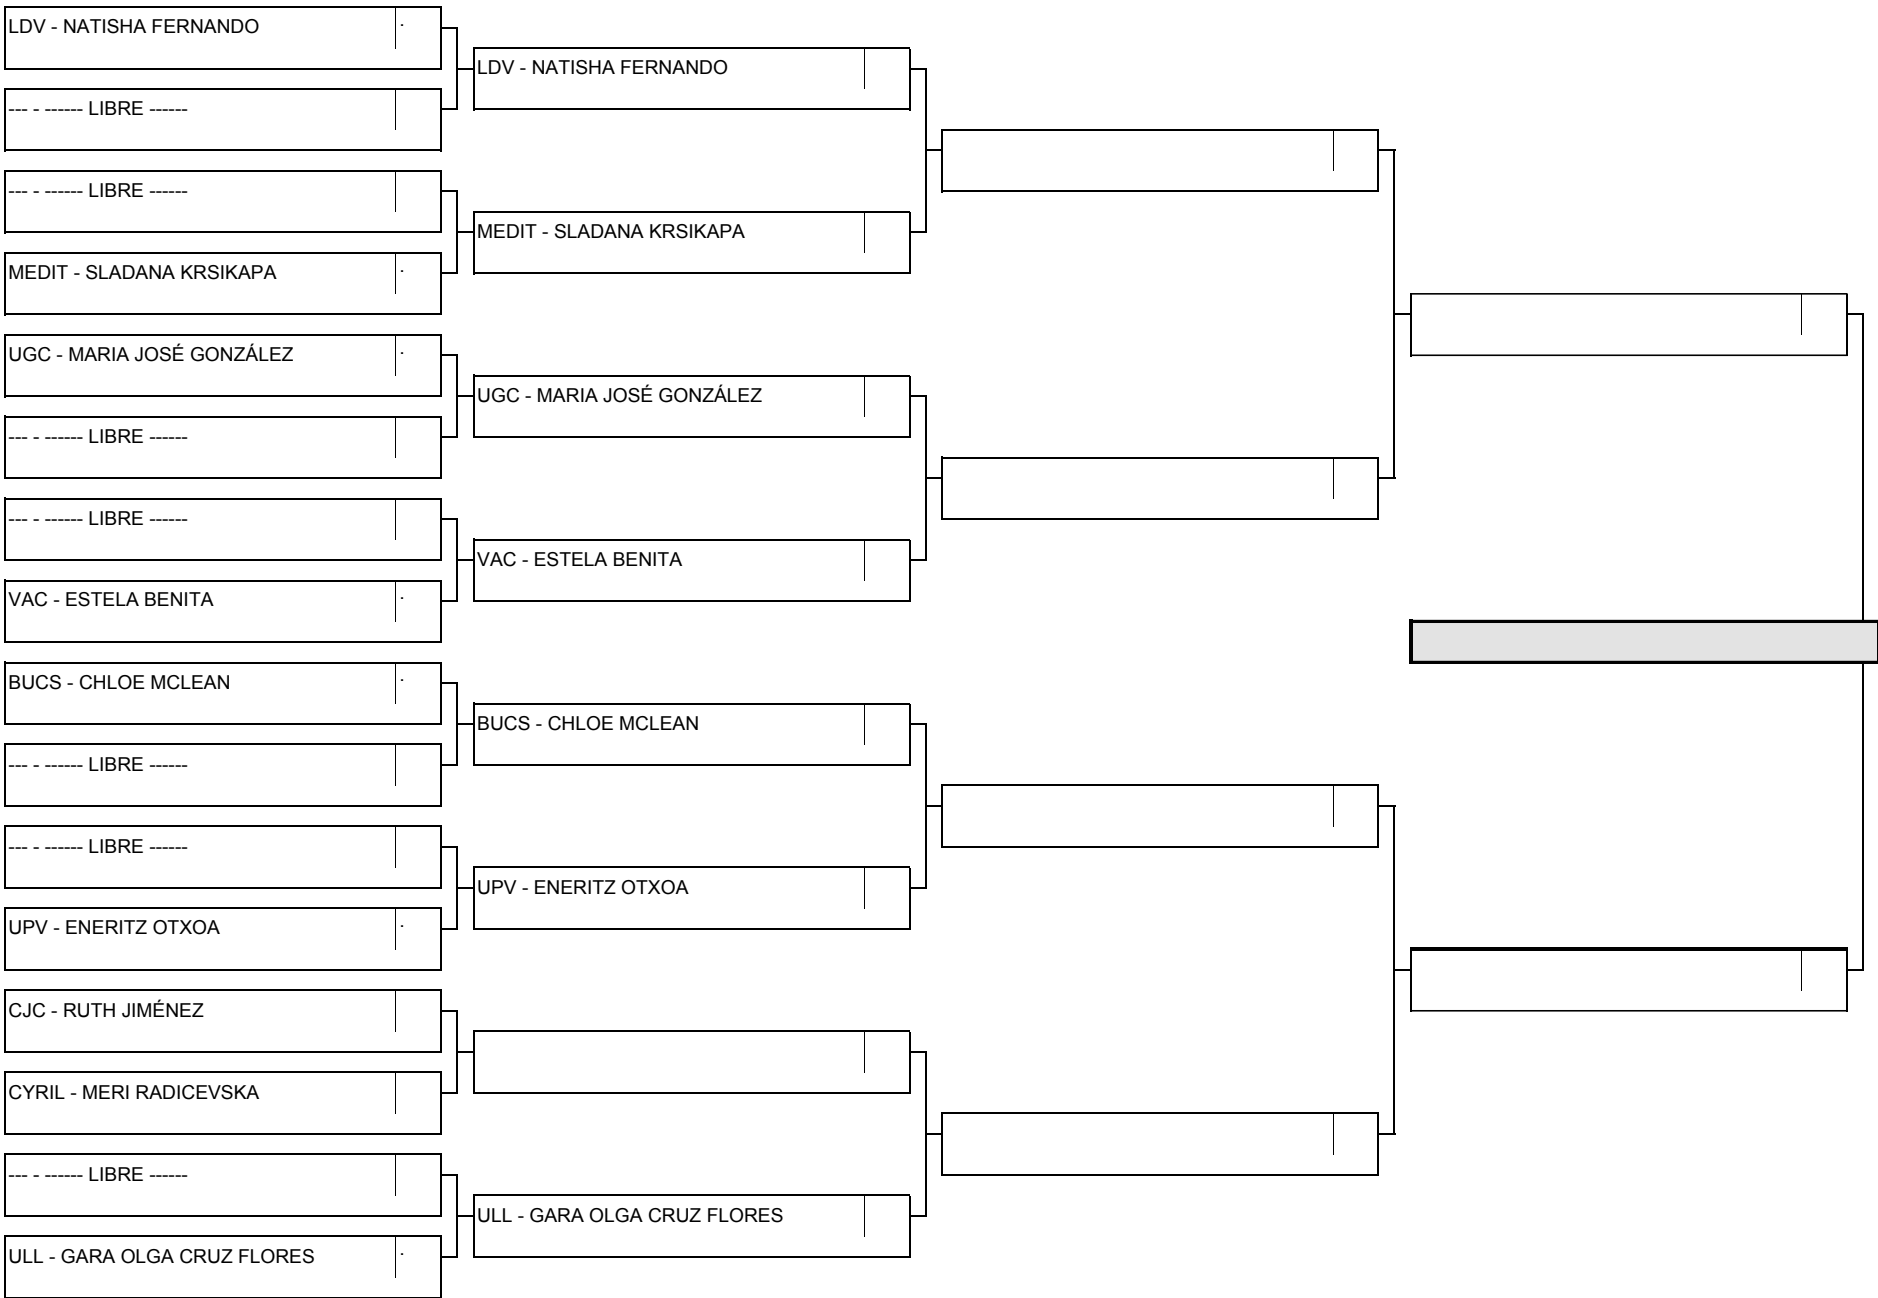 LDV - NATISHA FERNANDO .
--- - ------ LIBRE ------
--- - ------ LIBRE ------
MEDIT - SLADANA KRSIKAPA .
UGC - MARIA JOSÉ GONZÁLEZ .
--- - ------ LIBRE ------
--- - ------ LIBRE ------
VAC - ESTELA BENITA .
BUCS - CHLOE MCLEAN .
--- - ------ LIBRE ------
--- - ------ LIBRE ------
UPV - ENERITZ OTXOA .
CJC - RUTH JIMÉNEZ
CYRIL - MERI RADICEVSKA
--- - ------ LIBRE ------
ULL - GARA OLGA CRUZ FLORES .
LDV - NATISHA FERNANDO
MEDIT - SLADANA KRSIKAPA
UGC - MARIA JOSÉ GONZÁLEZ
VAC - ESTELA BENITA
BUCS - CHLOE MCLEAN
UPV - ENERITZ OTXOA
ULL - GARA OLGA CRUZ FLORES